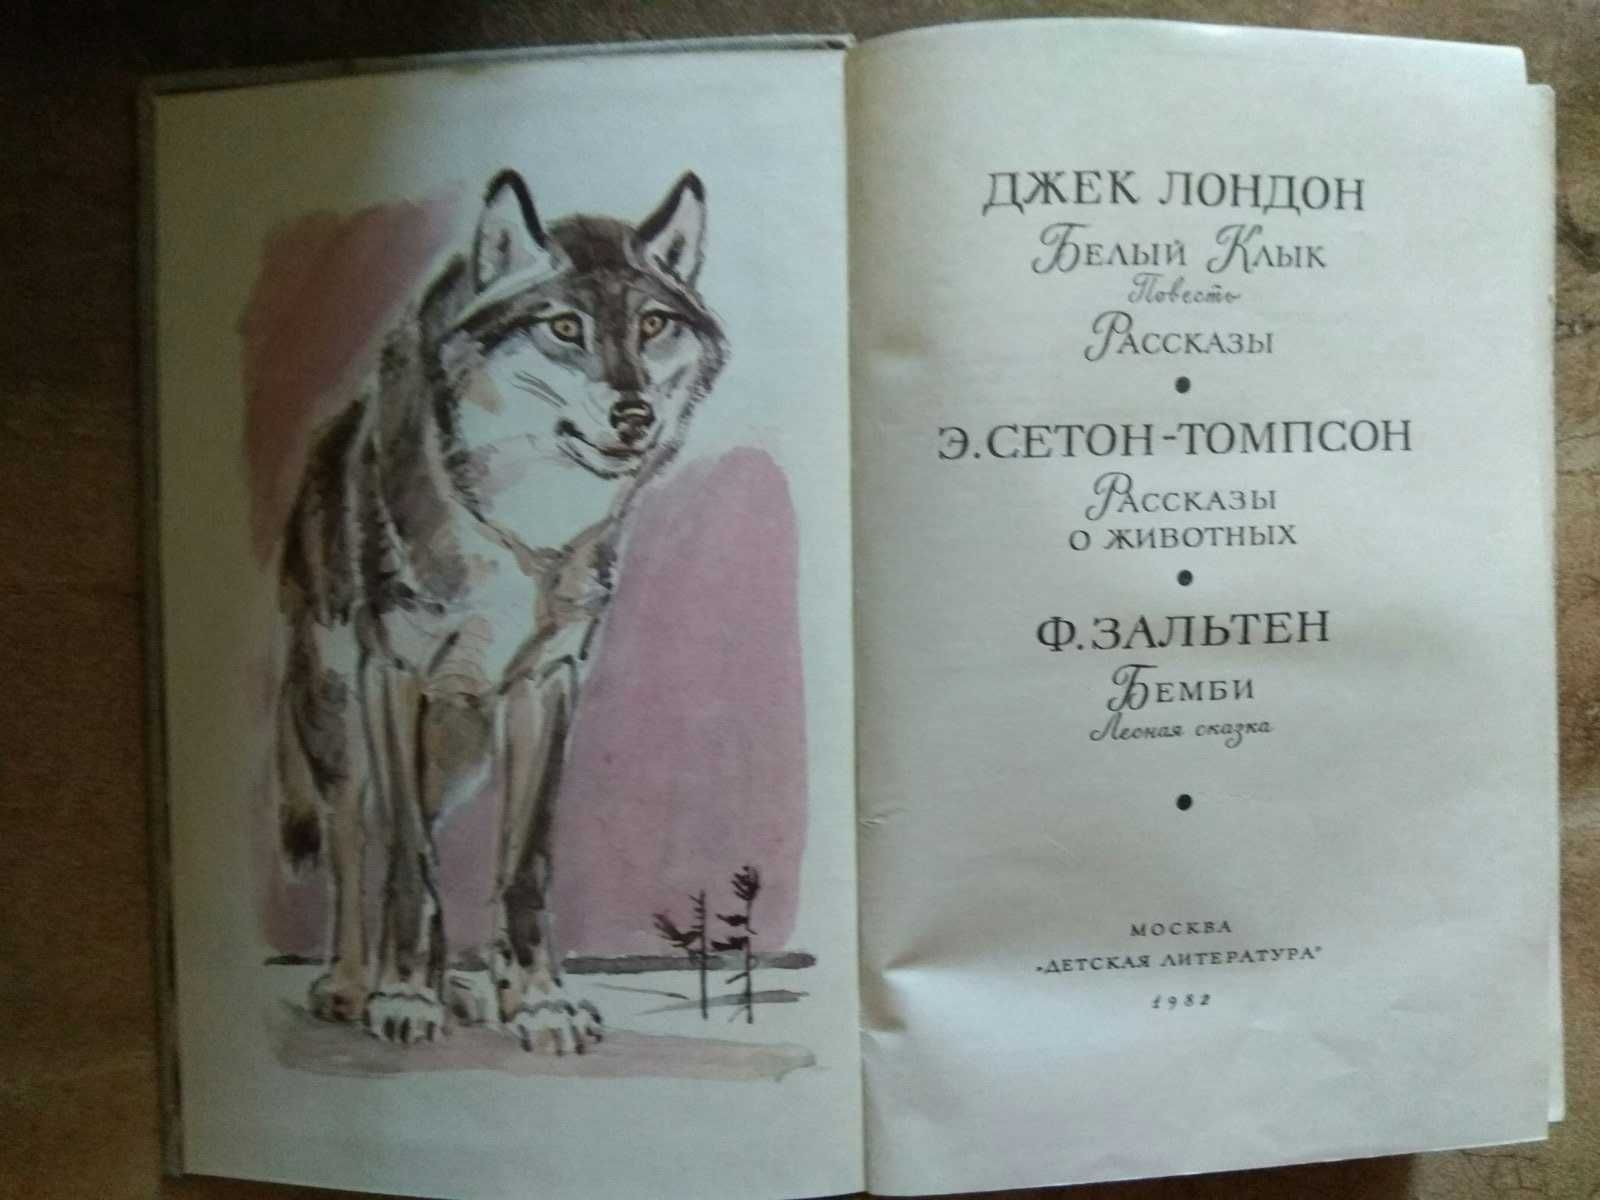 ДЖЕК ЛОНДОН
БЕЛЫЙ КЛЫК
Повесть
РАССКАЗЫ
Э.СЕТОН-ТОМПСОН
РАССКАЗЫ
О ЖИВОТНЫХ
Ф.ЗАЛЬТЕН
БЕМБИ
Лесная сказка
МОСКВА
„ДЕТСКАЯ ЛИТЕРАТУРА"
1982